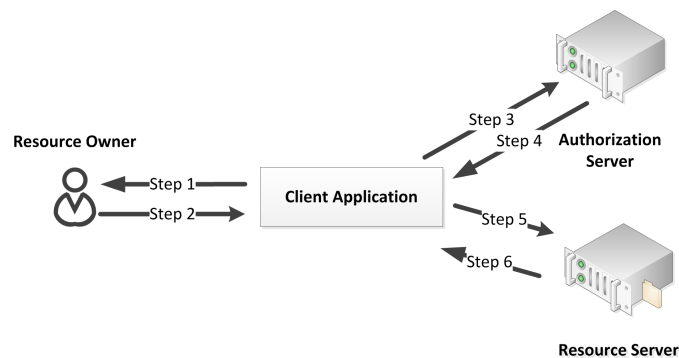 Step 3
Step 4
Authorization
Server
Resource Owner
Step 1
Step 2
Client Application
Step 5
Step 6
Resource Server